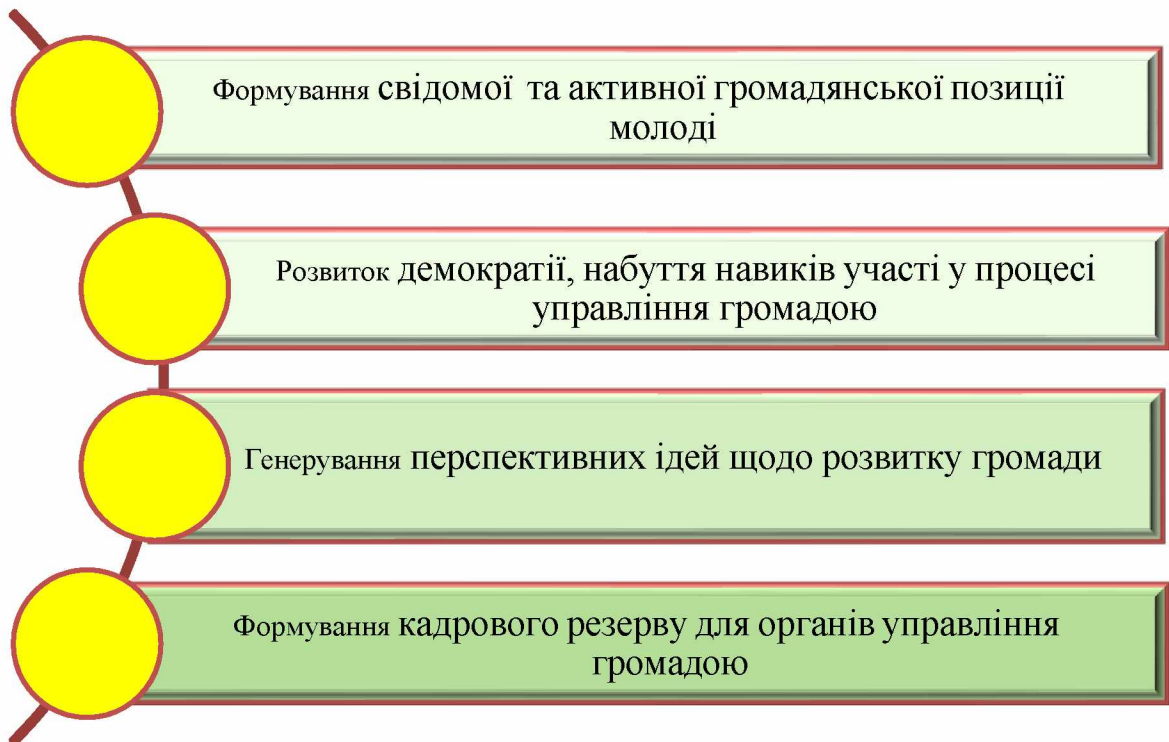 Формування свідомої та активної громадянської позиції
молоді
Розвиток демократії, набуття навиків участі у процесі
управління громадою
Генерування перспективних ідей щодо розвитку громади
Формування кадрового резерву для органів управління
громадою